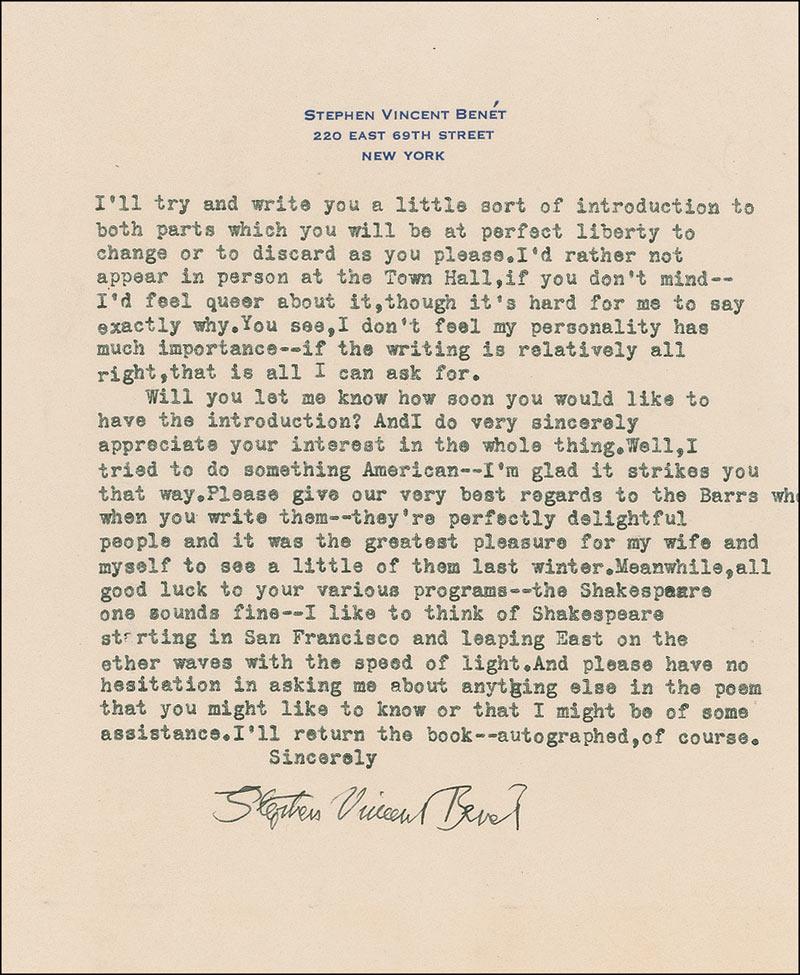 STEPHEN VINCENT BENÉT
220 EAST 69TH STREET
NEW YORK
I'll try and write you a little sort of introduction to
both parts which you will be at perfect liberty to
change or to discard as you please.I'd rather not
appear in person at the Town Hall,if you don't mind--
I'd feel queer about it,though it's hard for me to say
exactly why.You see,I don't feel my personality has
much importance--if the writing is relatively all
right,that is all I can ask for.
Will you let me know how soon you would like to
have the introduction? AndI do very sincerely
appreciate your interest in the whole thing.Well,I
tried to do something American--I'm glad it strikes you
that way.Please give our very best regards to the Barrs who
when you write them--they're perfectly delightful
people and it was the greatest pleasure for my wife and
myself to see a little of them last winter.Meanwhile,all
good luck to your various programs--the Shakespeare
one sounds fine--I like to think of Shakespeare
starting in San Francisco and leaping East on the
ether waves with the speed of light.And please have no
hesitation in asking me about anything else in the poem
that you might like to know or that I might be of some
assistance.I'll return the book--autographed,of course.
Sincerely
Stephen Vincent Benét